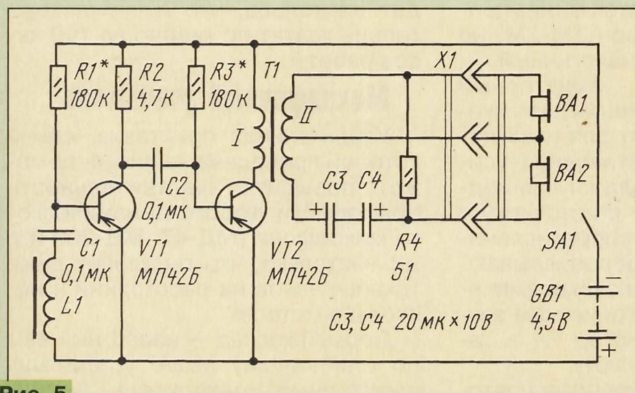 R1*
180к
R2
4,7к
R3*
180к
T1
I
II
X1
BA1
BA2
C1
0,1мк
L1
VT1
МП42Б
C2
0,1мк
VT2
МП42Б
C3
C4
+
+
R4
51
C3, C4 20мк×10В
SA1
GB1
4,5В
+
Рис. 5